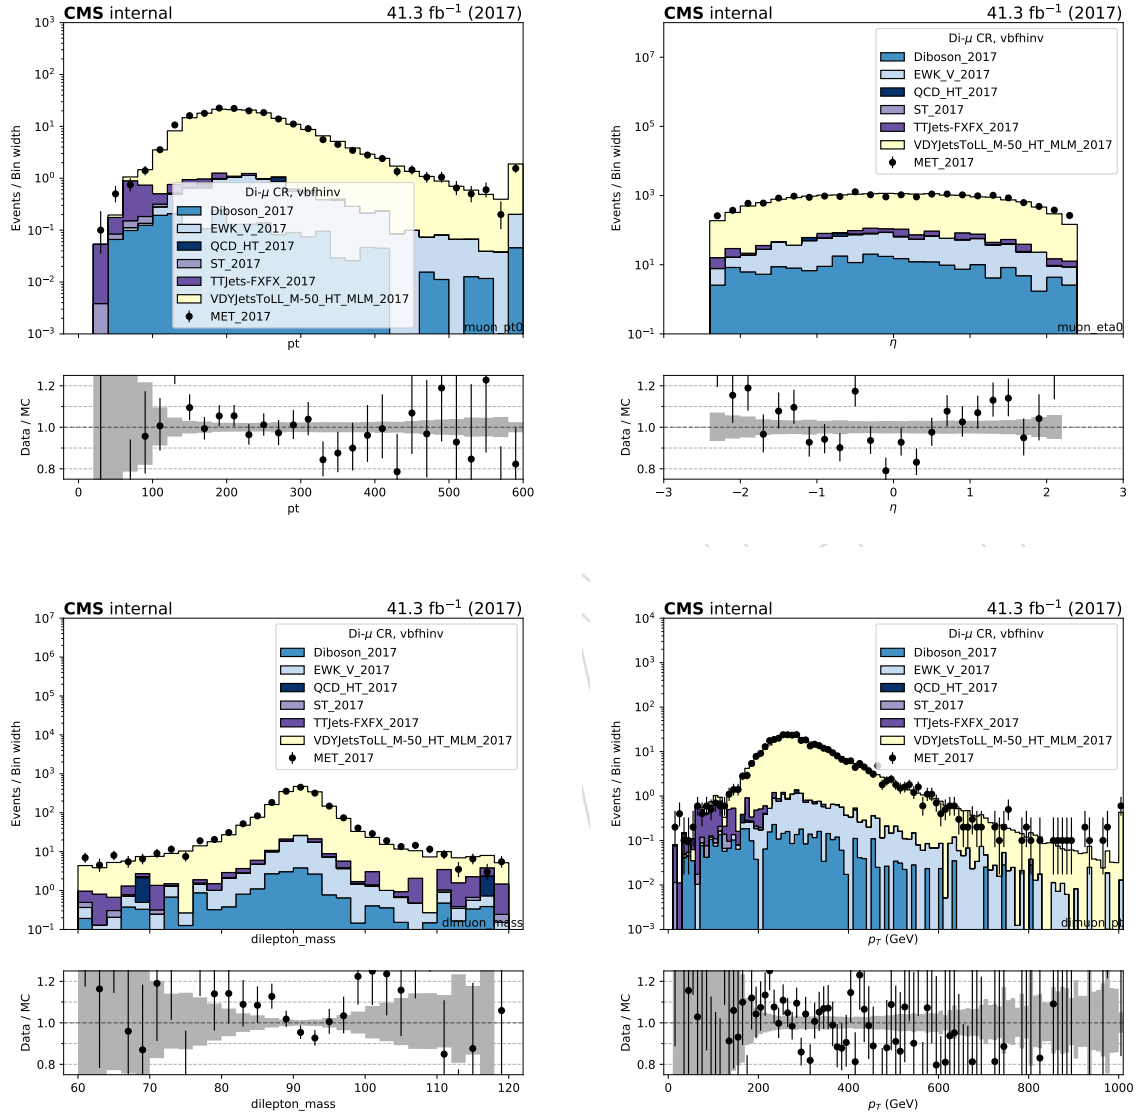 CMS internal 41.3 fb⁻¹ (2017)
10³
10²
10¹
10⁰
10⁻¹
10⁻²
10⁻³
Events / Bin width
Di-μ CR, vbfhinv
Diboson_2017
EWK_V_2017
QCD_HT_2017
ST_2017
TTJets-FXFX_2017
VDYJetsToLL_M-50_HT_MLM_2017
MET_2017
muon_pt0
pt
1.2
1.0
0.8
Data / MC
0 100 200 300 400 500 600
pt
CMS internal 41.3 fb⁻¹ (2017)
10⁷
10⁵
10³
10¹
10⁻¹
Events / Bin width
Di-μ CR, vbfhinv
Diboson_2017
EWK_V_2017
QCD_HT_2017
ST_2017
TTJets-FXFX_2017
VDYJetsToLL_M-50_HT_MLM_2017
MET_2017
muon_eta0
η
1.2
1.0
0.8
Data / MC
−3 −2 −1 0 1 2 3
η
CMS internal 41.3 fb⁻¹ (2017)
10⁷
10⁶
10⁵
10⁴
10³
10²
10¹
10⁰
10⁻¹
Events / Bin width
Di-μ CR, vbfhinv
Diboson_2017
EWK_V_2017
QCD_HT_2017
ST_2017
TTJets-FXFX_2017
VDYJetsToLL_M-50_HT_MLM_2017
MET_2017
dimuon_mass
dilepton_mass
1.2
1.0
0.8
Data / MC
60 70 80 90 100 110 120
dilepton_mass
CMS internal 41.3 fb⁻¹ (2017)
10⁴
10³
10²
10¹
10⁰
10⁻¹
10⁻²
10⁻³
Events / Bin width
Di-μ CR, vbfhinv
Diboson_2017
EWK_V_2017
QCD_HT_2017
ST_2017
TTJets-FXFX_2017
VDYJetsToLL_M-50_HT_MLM_2017
MET_2017
dimuon_pt
p_T (GeV)
1.2
1.0
0.8
Data / MC
0 200 400 600 800 1000
p_T (GeV)